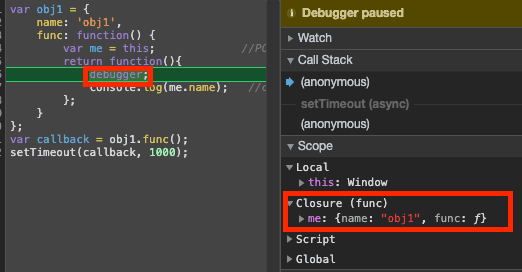 var obj1 = {
name: 'obj1',
func: function() {
var me = this; //PO
return function(){
debugger;
console.log(me.name); //c
};
}
};
var callback = obj1.func();
2 setTimeout(callback, 1000);
Debugger paused
Watch
Call Stack
(anonymous)
setTimeout (async)
(anonymous)
Scope
Local
this: Window
Closure (func)
me: {name: "obj1", func: ƒ}
Script
Global